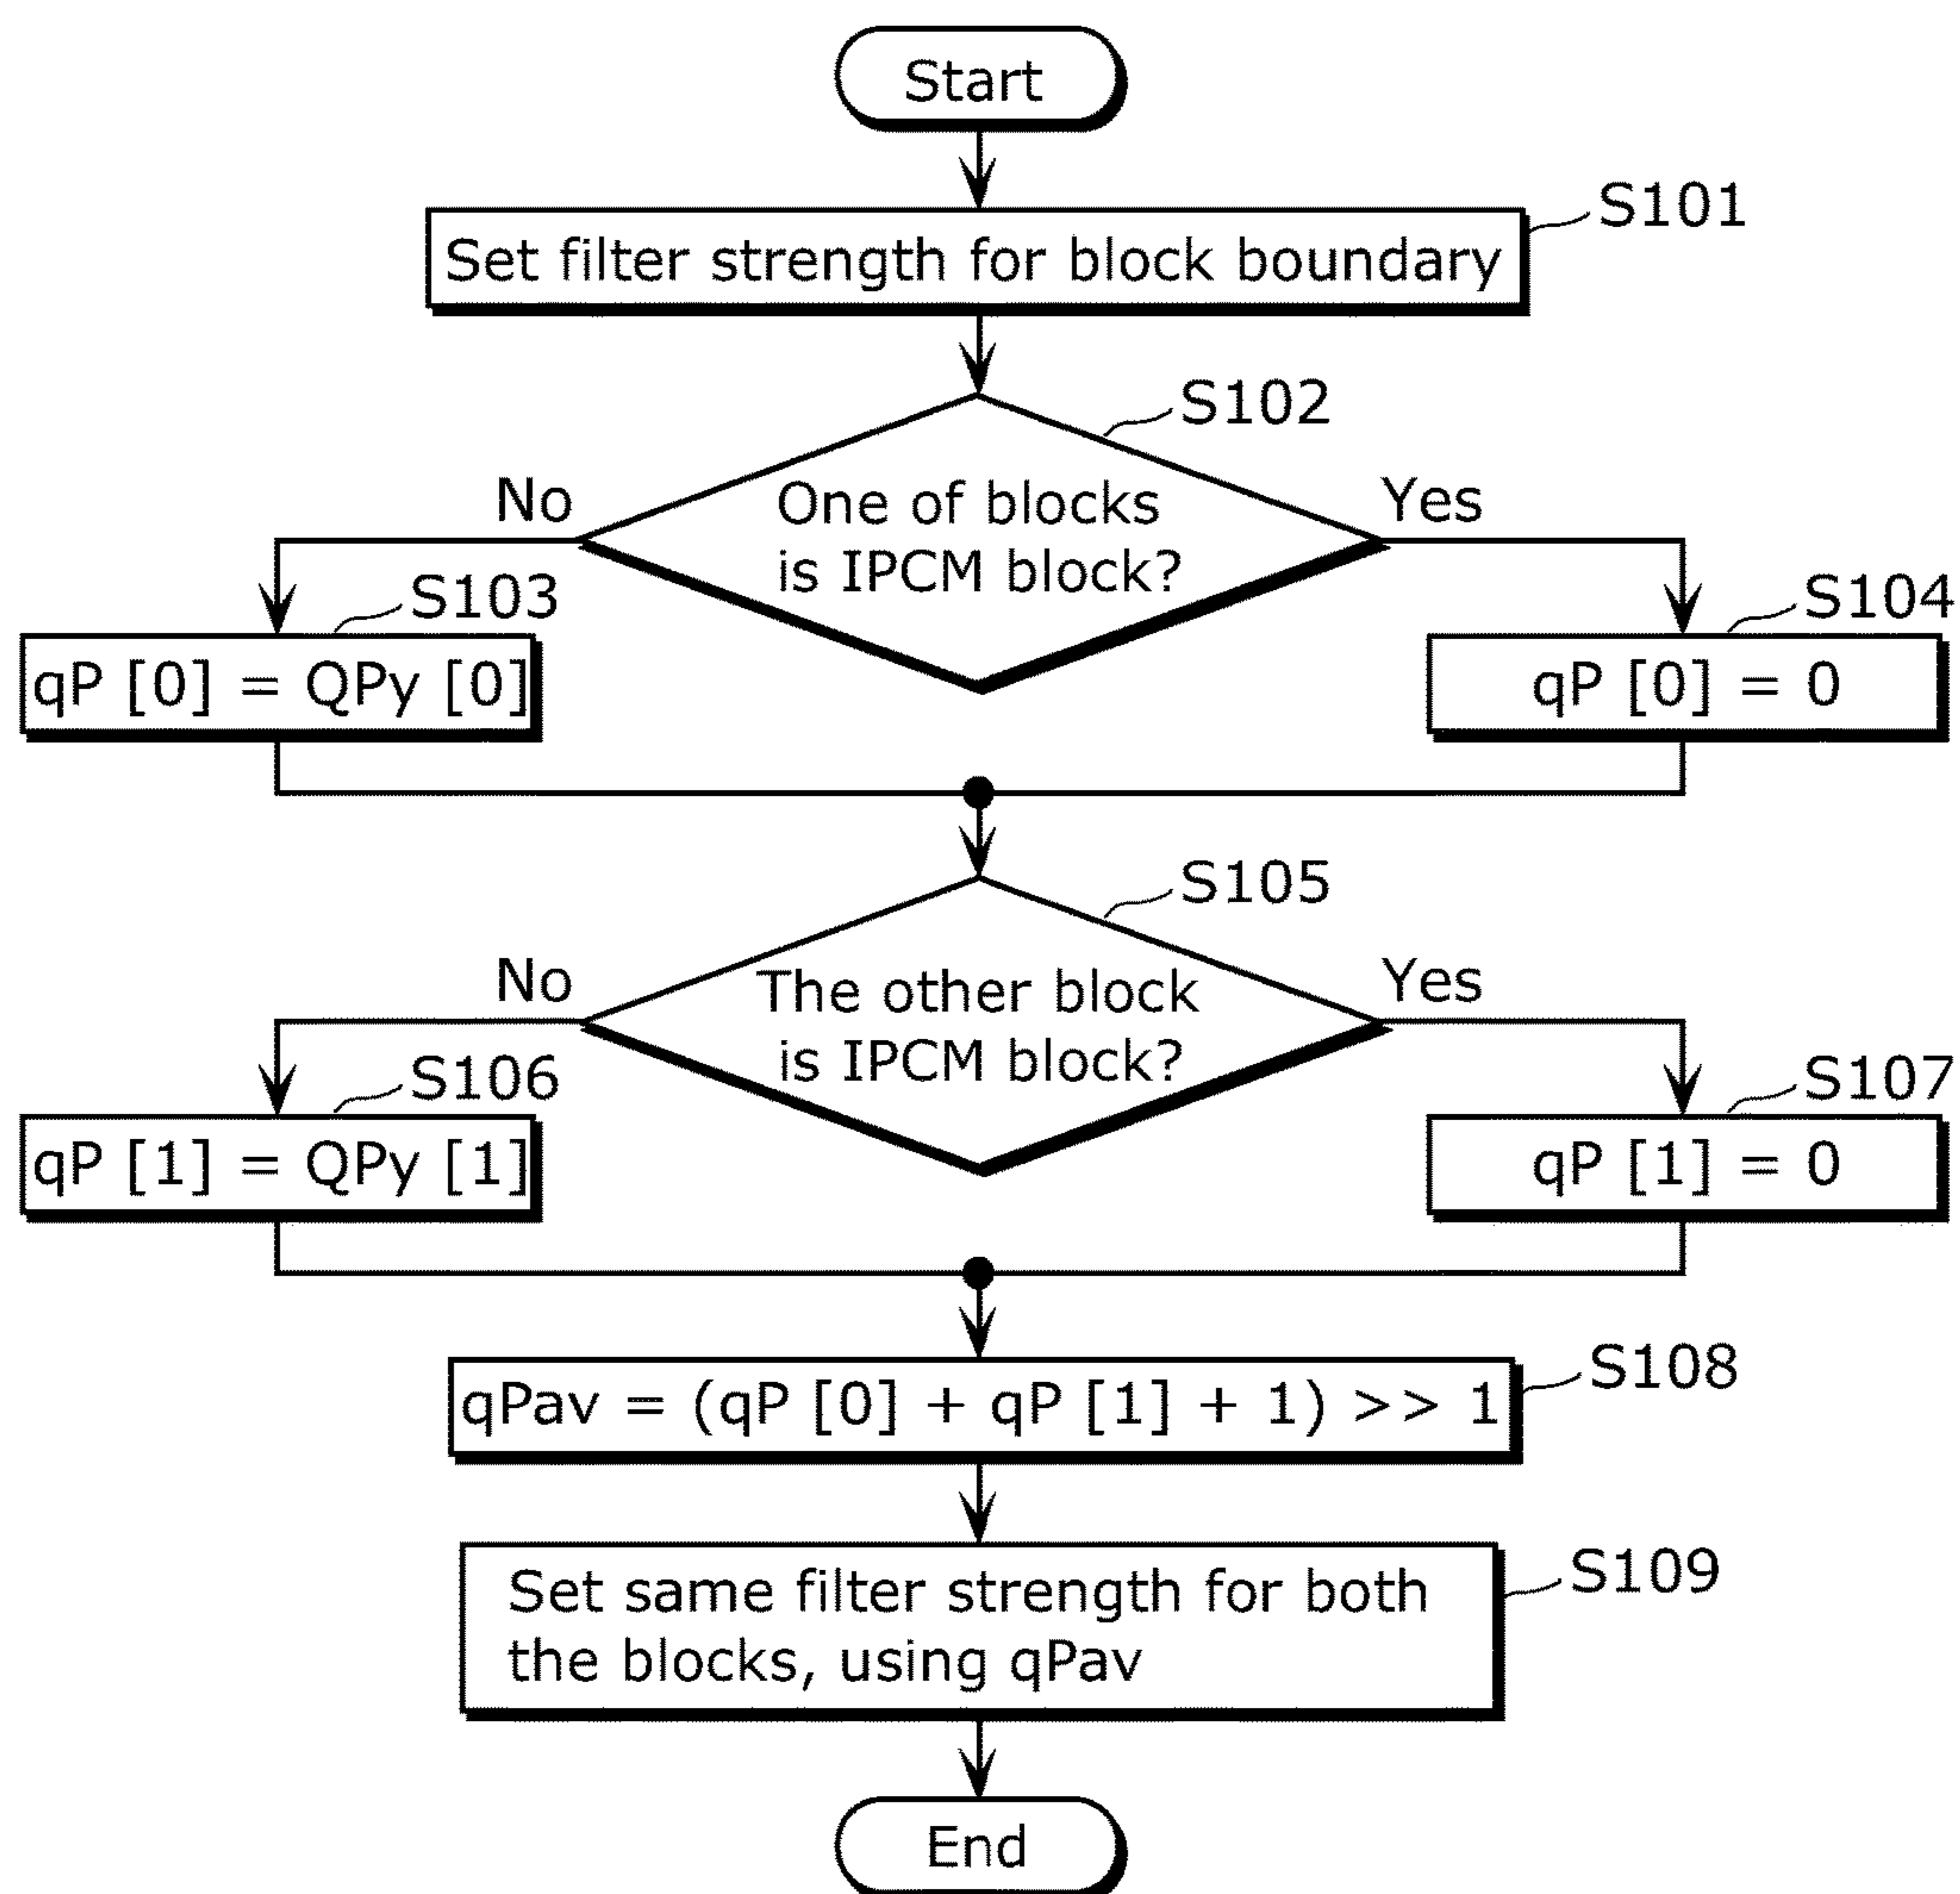 Start
S101
Set filter strength for block boundary
S102
No
One of blocks
is IPCM block?
Yes
S103
S104
qP [0] = QPy [0]
qP [0] = 0
S105
No
The other block
is IPCM block?
Yes
S106
S107
qP [1] = QPy [1]
qP [1] = 0
S108
qPav = (qP [0] + qP [1] + 1) >> 1
S109
Set same filter strength for both
the blocks, using qPav
End